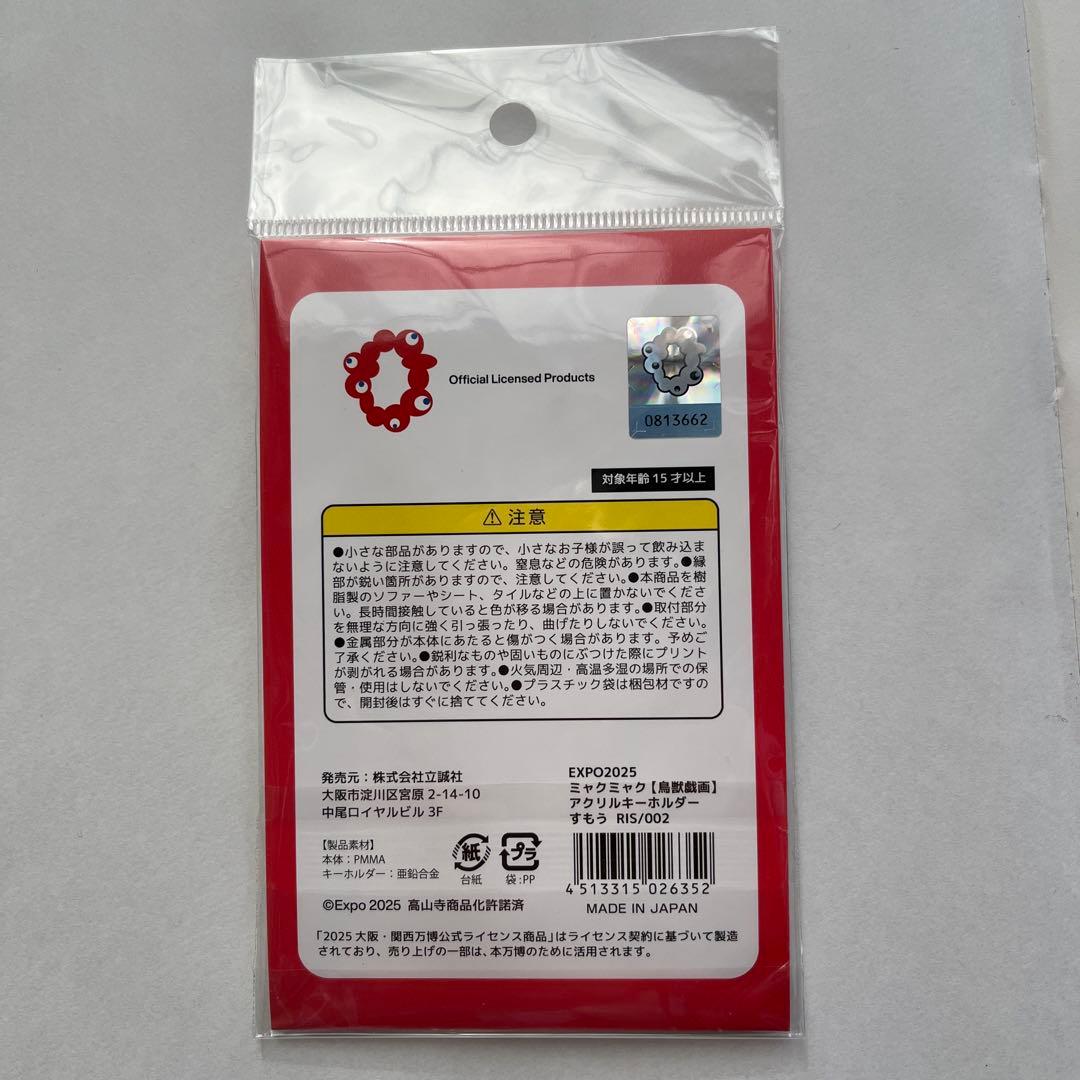 Official Licensed Products
0813662
対象年齢15才以上
⚠注意
●小さな部品がありますので、小さなお子様が誤って飲み込ま
ないように注意してください。窒息などの危険があります。●縁
部が鋭い箇所がありますので、注意してください。●本商品を樹
脂製のソファーやシート、タイルなどの上に置かないでくださ
い。長時間接触していると色が移る場合があります。●取付部分
を無理な方向に強く引っ張ったり、曲げたりしないでください。
●金属部分が本体にあたると傷がつく場合があります。予めご
了承ください。●鋭利なものや固いものにぶつけた際にプリント
が剥がれる場合があります。●火気周辺・高温多湿の場所での保
管・使用はしないでください。●プラスチック袋は梱包材ですの
で、開封後はすぐに捨ててください。
発売元:株式会社立誠社
大阪市淀川区宮原2-14-10
中尾ロイヤルビル3F
【製品素材】
本体:PMMA
キーホルダー:亜鉛合金
紙
台紙
プラ
袋:PP
EXPO2025
ミャクミャク【鳥獣戯画】
アクリルキーホルダー
すもう RIS/002
4 513315 026352
MADE IN JAPAN
©Expo 2025 高山寺商品化許諾済
「2025大阪・関西万博公式ライセンス商品」はライセンス契約に基づいて製造
されており、売り上げの一部は、本万博のために活用されます。